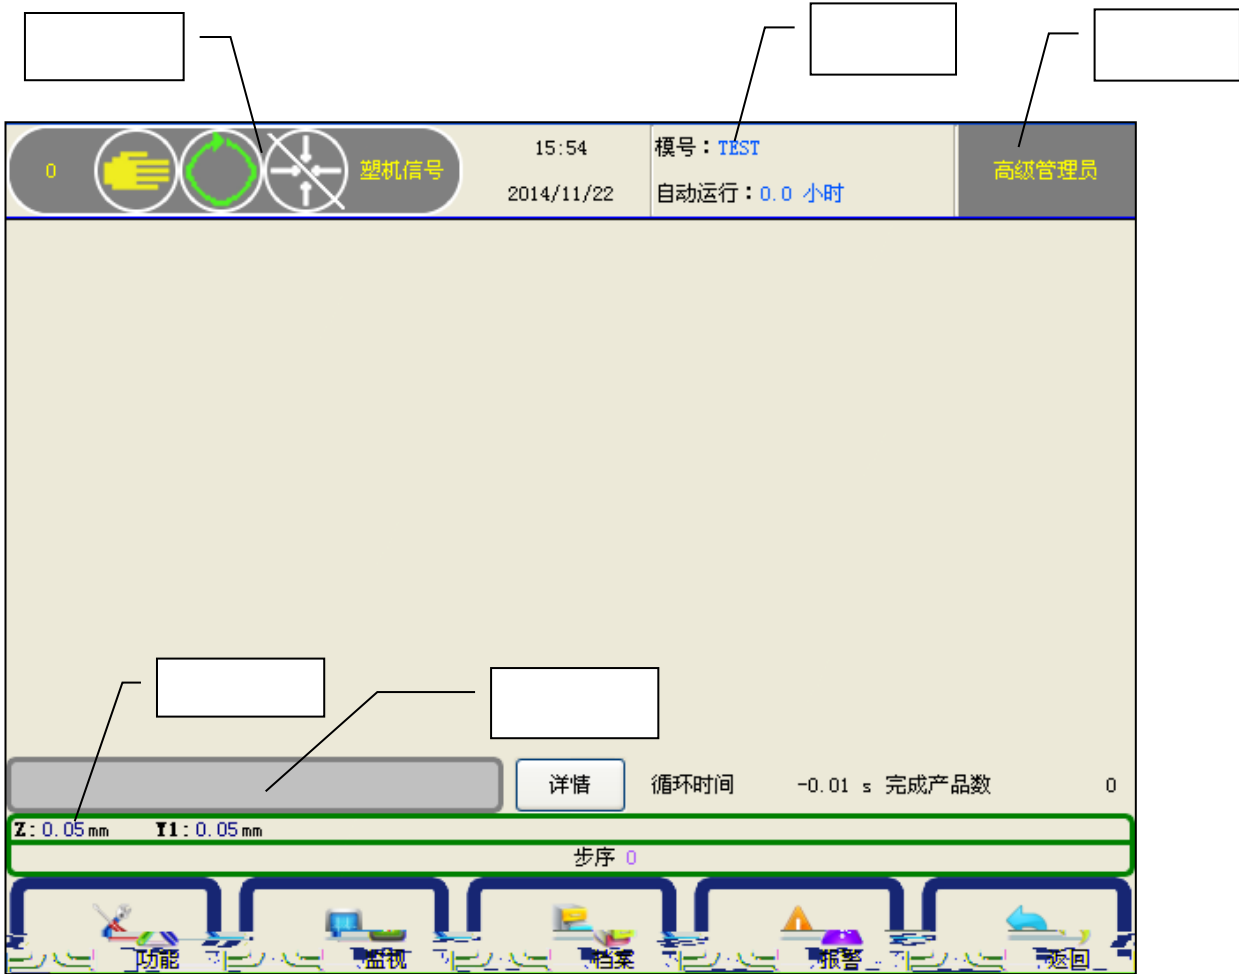 0 塑机信号
15:54
2014/11/22
模号：TEST
自动运行：0.0 小时
高级管理员
详情 循环时间 -0.01 s 完成产品数 0
Z:0.05mm Y1:0.05mm
步序 0
功能 监视 档案 报警 返回